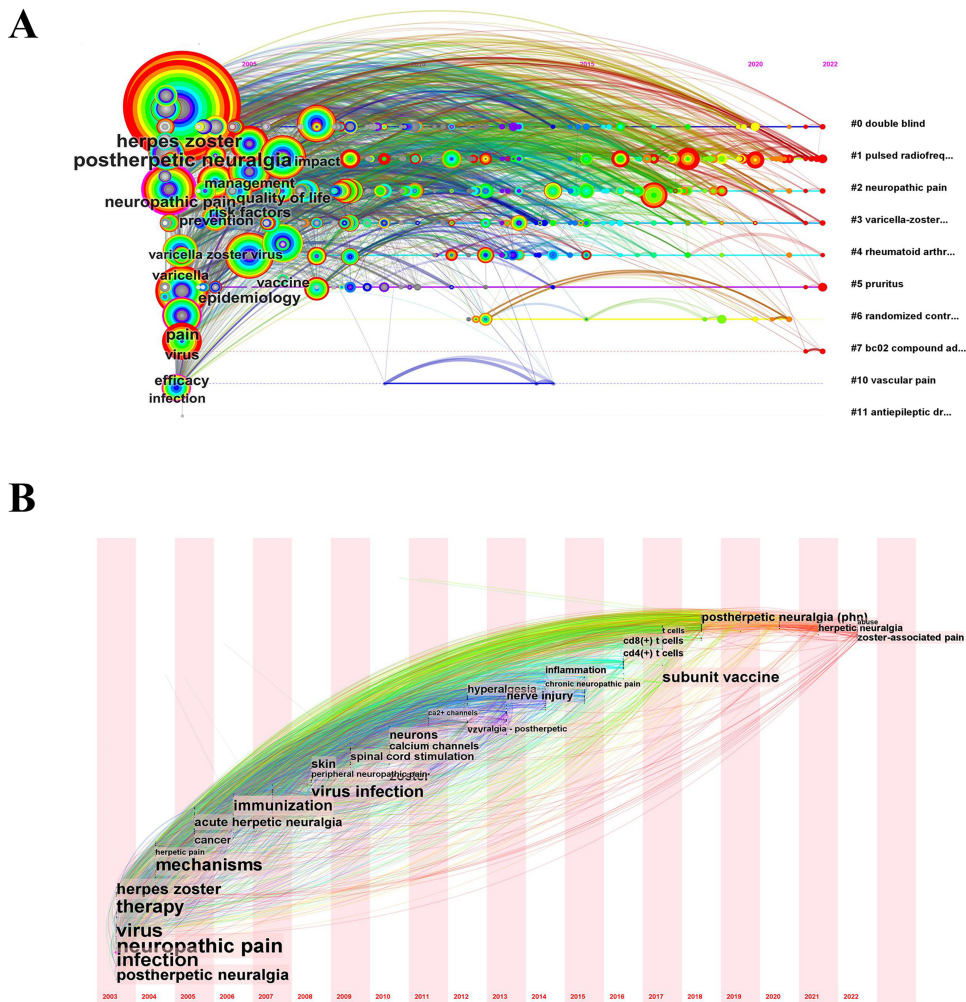 A
2005
2010
2015
2020
2022
#0 double blind
herpes zoster
postherpetic neuralgia
impact
#1 pulsed radiofreq...
management
#2 neuropathic pain
neuropathic pain
quality of life
risk factors
prevention
#3 varicella-zoster...
varicella zoster virus
#4 rheumatoid arthr...
varicella
vaccine
#5 pruritus
epidemiology
#6 randomized contr...
pain
virus
#7 bc02 compound ad...
efficacy
#10 vascular pain
infection
#11 antiepileptic dr...
B
postherpetic neuralgia (phn)
abuse
t cells
herpetic neuralgia
cd8(+) t cells
zoster-associated pain
cd4(+) t cells
inflammation
subunit vaccine
chronic neuropathic pain
hyperalgesia
nerve injury
ca2+ channels
vzv
ralgia - postherpetic
neurons
calcium channels
spinal cord stimulation
skin
peripheral neuropathic pain
zoster
virus infection
immunization
acute herpetic neuralgia
cancer
herpetic pain
mechanisms
herpes zoster
therapy
virus
neuropathic pain
infection
postherpetic neuralgia
2003 2004 2005 2006 2007 2008 2009 2010 2011 2012 2013 2014 2015 2016 2017 2018 2019 2020 2021 2022